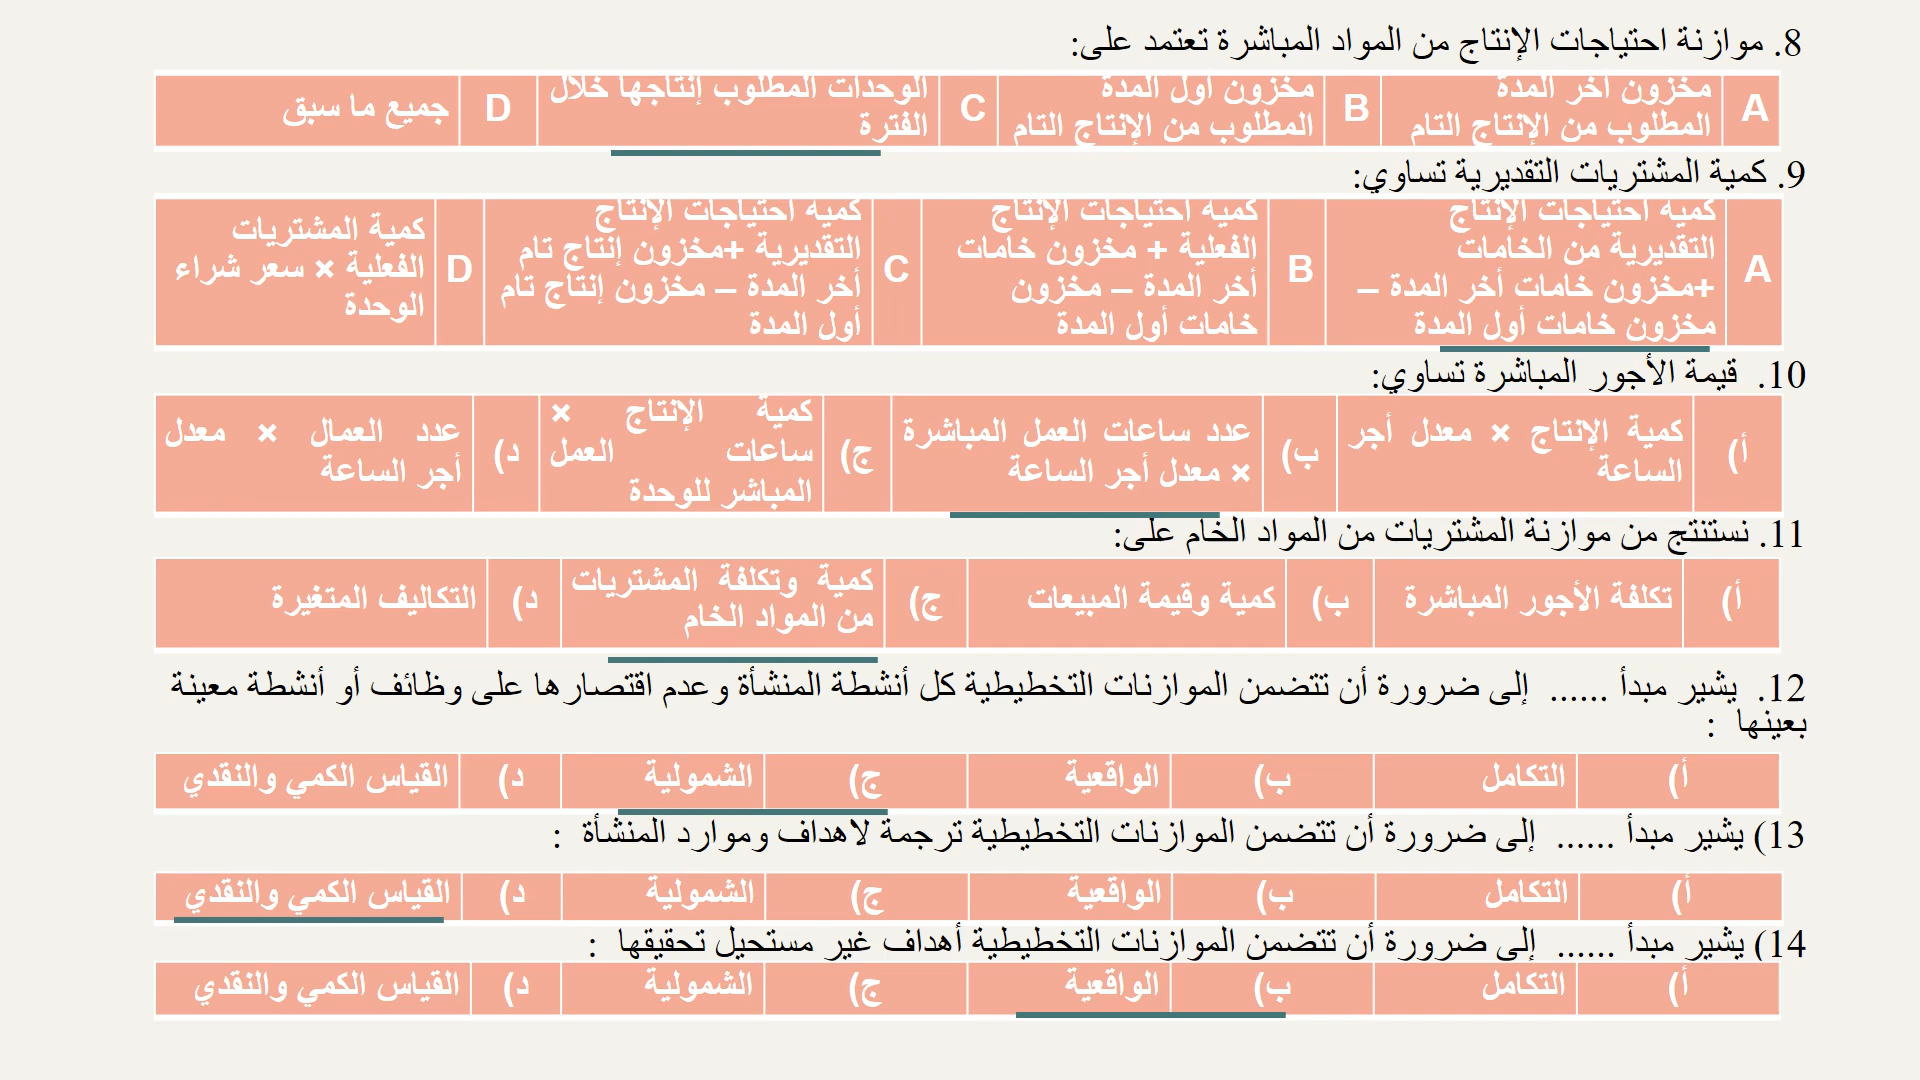 8. موازنة احتياجات الإنتاج من المواد المباشرة تعتمد على:
A
مخزون أخر المدة
المطلوب من الإنتاج التام
B
مخزون أول المدة
المطلوب من الإنتاج التام
C
الوحدات المطلوب إنتاجها خلال
الفترة
D
جميع ما سبق
9. كمية المشتريات التقديرية تساوي:
A
كمية احتياجات الإنتاج
التقديرية من الخامات
+مخزون خامات أخر المدة –
مخزون خامات أول المدة
B
كمية احتياجات الإنتاج
الفعلية + مخزون خامات
أخر المدة – مخزون
خامات أول المدة
C
كمية احتياجات الإنتاج
التقديرية +مخزون إنتاج تام
أخر المدة – مخزون إنتاج تام
أول المدة
D
كمية المشتريات
الفعلية × سعر شراء
الوحدة
10. قيمة الأجور المباشرة تساوي:
أ)
كمية الإنتاج × معدل أجر
الساعة
ب)
عدد ساعات العمل المباشرة
× معدل أجر الساعة
ج)
كمية الإنتاج ×
ساعات العمل
المباشر للوحدة
د)
عدد العمال × معدل
أجر الساعة
11. نستنتج من موازنة المشتريات من المواد الخام على:
أ)
تكلفة الأجور المباشرة
ب)
كمية وقيمة المبيعات
ج)
كمية وتكلفة المشتريات
من المواد الخام
د)
التكاليف المتغيرة
12. يشير مبدأ ...... إلى ضرورة أن تتضمن الموازنات التخطيطية كل أنشطة المنشأة وعدم اقتصارها على وظائف أو أنشطة معينة
بعينها :
أ)
التكامل
ب)
الواقعية
ج)
الشمولية
د)
القياس الكمي والنقدي
13) يشير مبدأ ...... إلى ضرورة أن تتضمن الموازنات التخطيطية ترجمة لاهداف وموارد المنشأة :
أ)
التكامل
ب)
الواقعية
ج)
الشمولية
د)
القياس الكمي والنقدي
14) يشير مبدأ ...... إلى ضرورة أن تتضمن الموازنات التخطيطية أهداف غير مستحيل تحقيقها :
أ)
التكامل
ب)
الواقعية
ج)
الشمولية
د)
القياس الكمي والنقدي